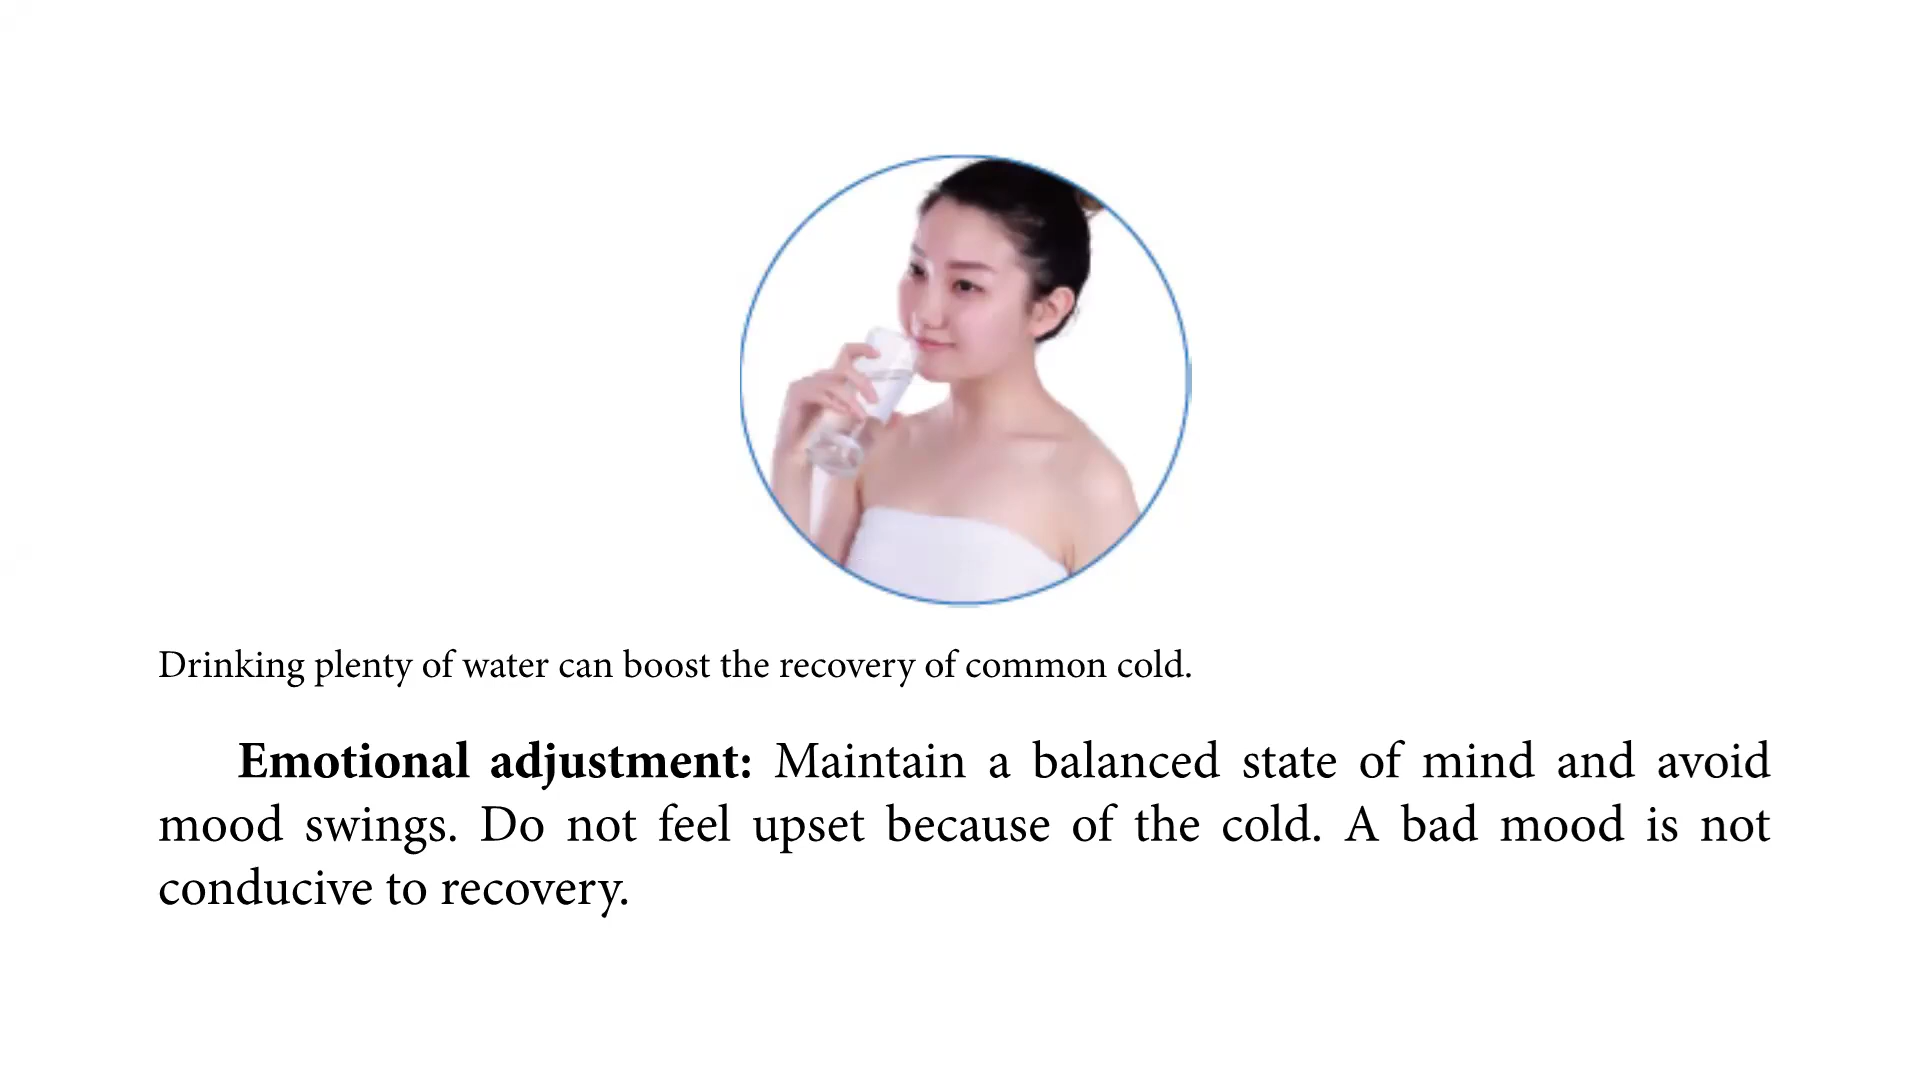 Drinking plenty of water can boost the recovery of common cold.
Emotional adjustment: Maintain a balanced state of mind and avoid
mood swings. Do not feel upset because of the cold. A bad mood is not
conducive to recovery.